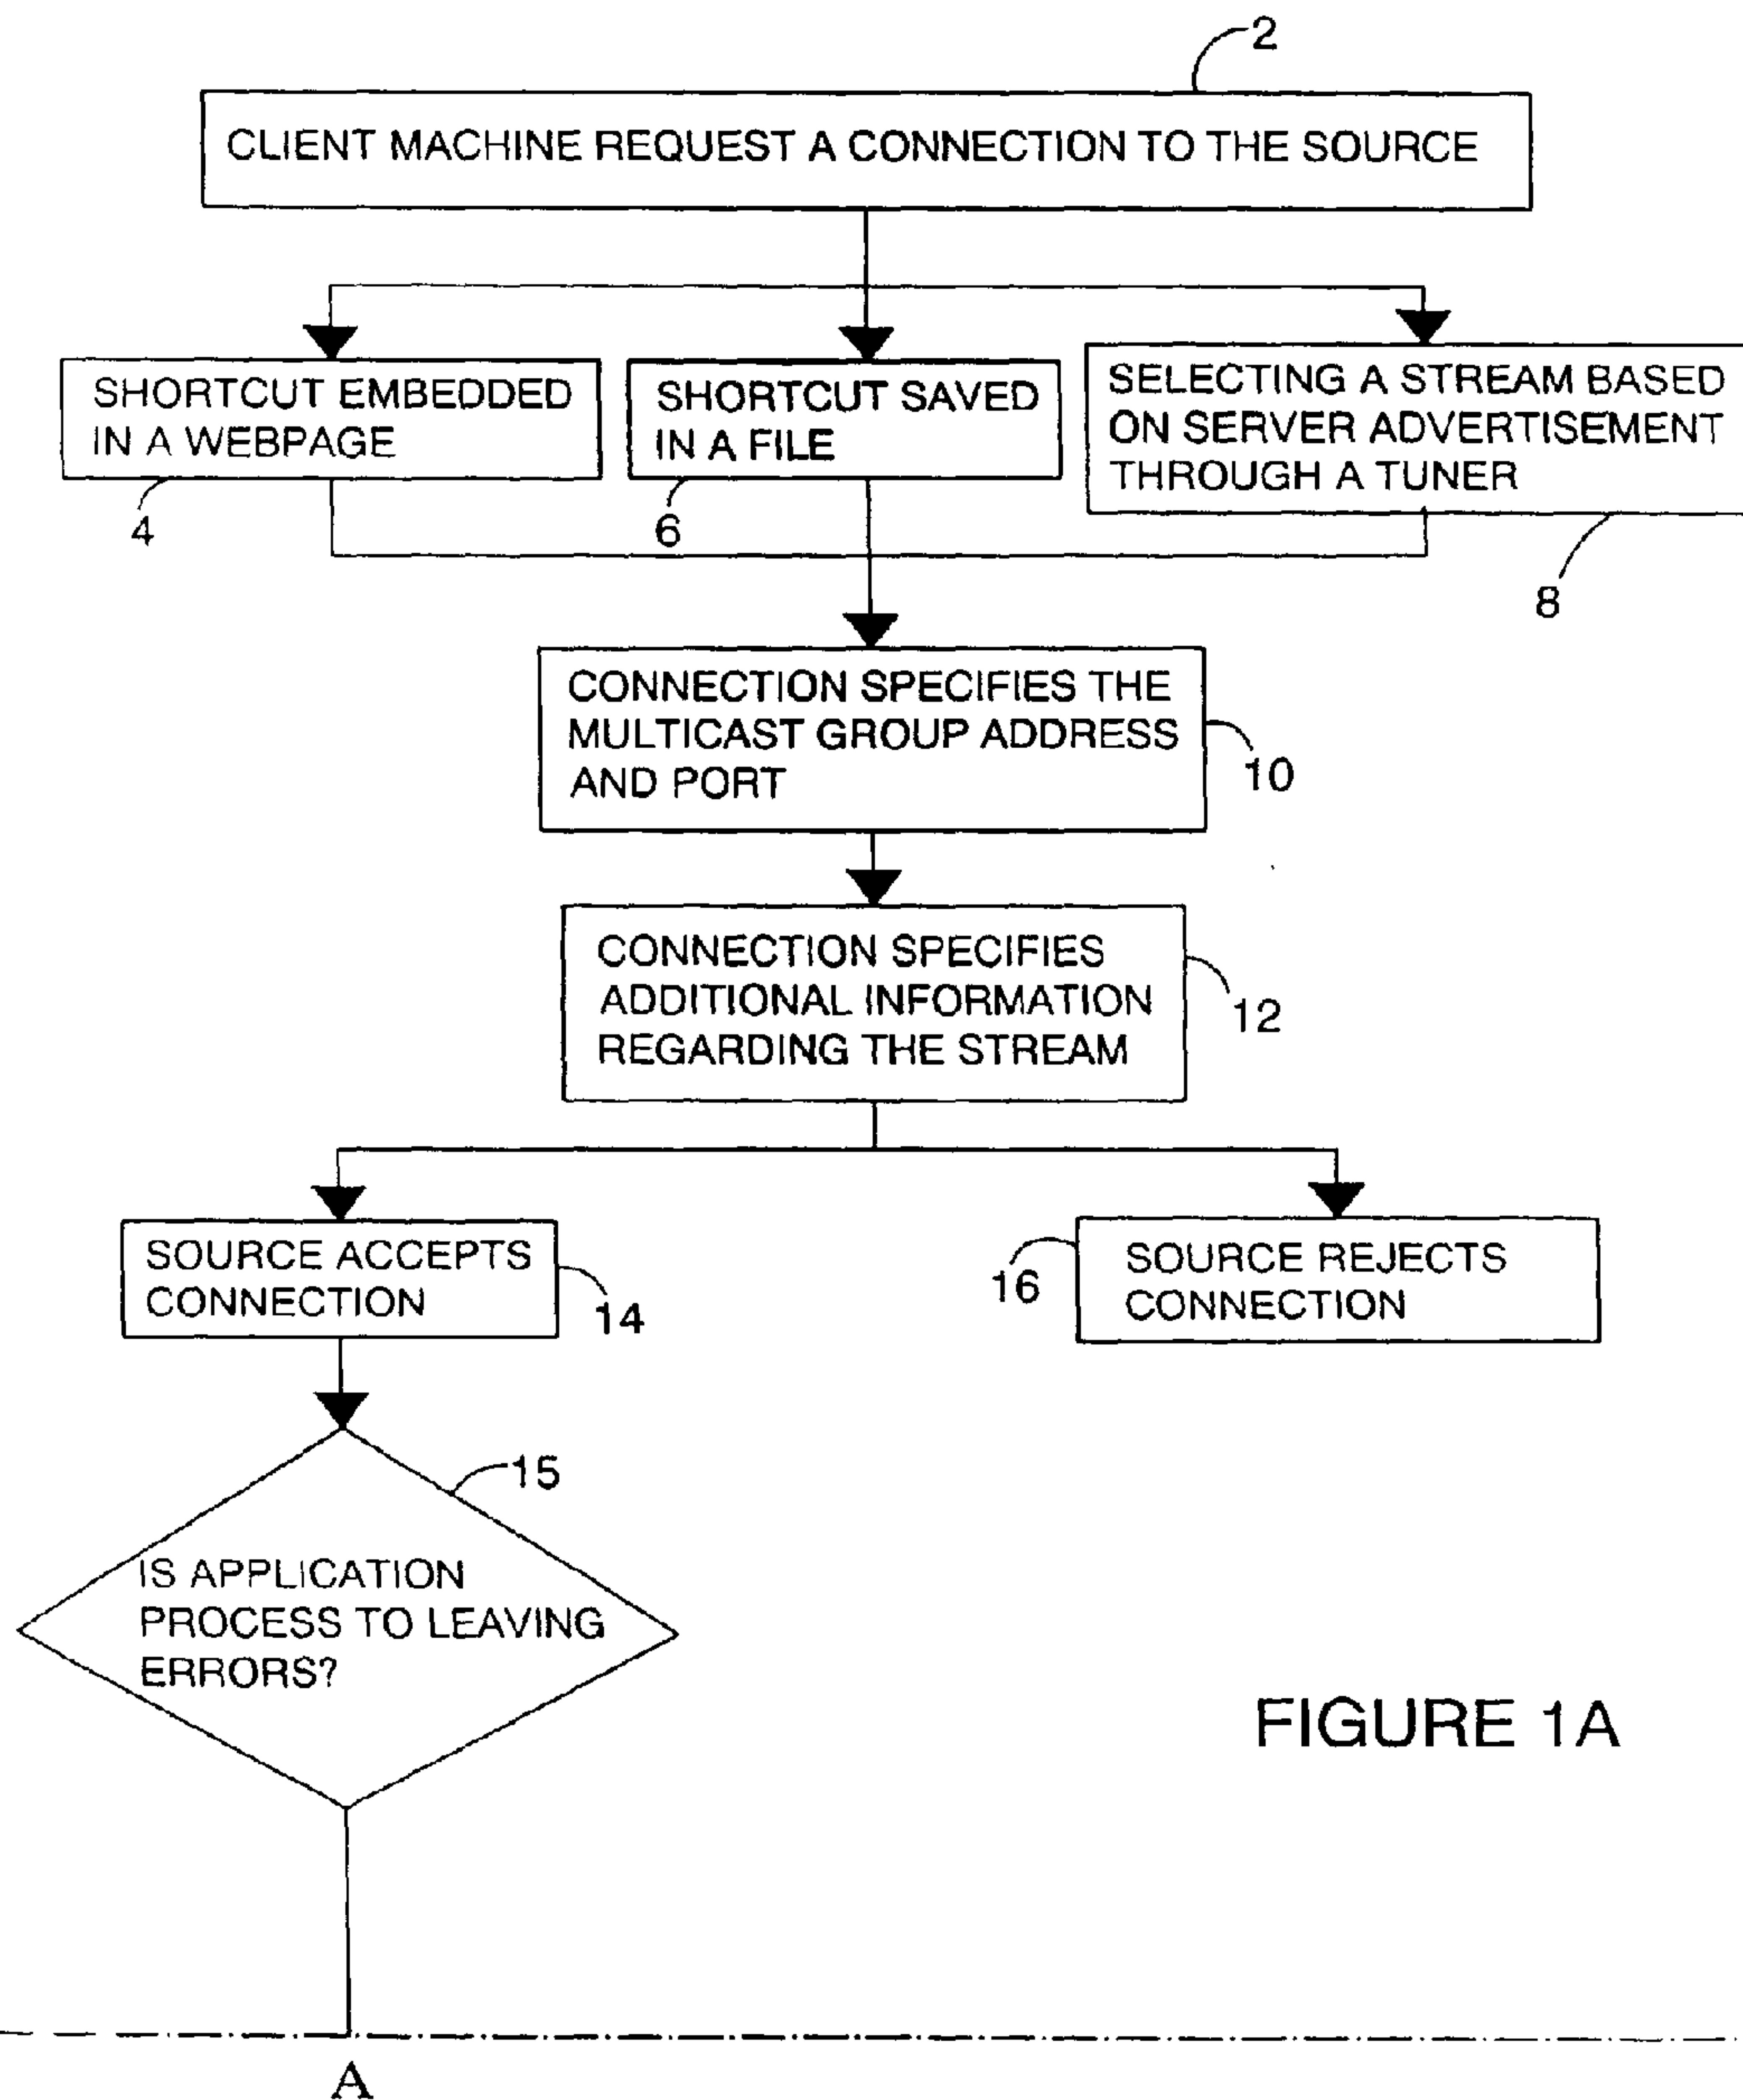 2
CLIENT MACHINE REQUEST A CONNECTION TO THE SOURCE
SHORTCUT EMBEDDED
IN A WEBPAGE
4
SHORTCUT SAVED
IN A FILE
6
SELECTING A STREAM BASED
ON SERVER ADVERTISEMENT
THROUGH A TUNER
8
CONNECTION SPECIFIES THE
MULTICAST GROUP ADDRESS
AND PORT
10
CONNECTION SPECIFIES
ADDITIONAL INFORMATION
REGARDING THE STREAM
12
SOURCE ACCEPTS
CONNECTION
14
16
SOURCE REJECTS
CONNECTION
15
IS APPLICATION
PROCESS TO LEAVING
ERRORS?
FIGURE 1A
A